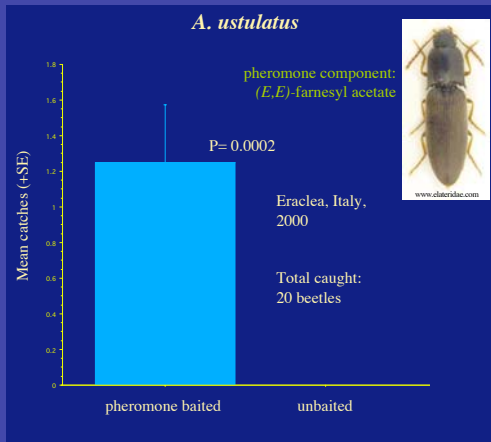 A. ustulatus
pheromone component:
(E,E)-farnesyl acetate
www.elateridae.com
P= 0.0002
Eraclea, Italy,
2000
Total caught:
20 beetles
Mean catches (+SE)
1.8
1.6
1.4
1.2
1
0.8
0.6
0.4
0.2
0
pheromone baited
unbaited